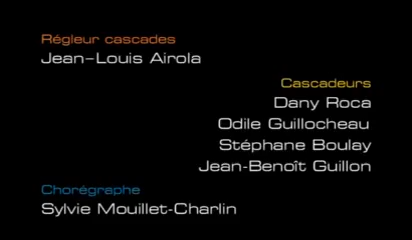 Régleur cascades
Jean-Louis Airola
Cascadeurs
Dany Roca
Odile Guillocheau
Stéphane Boulay
Jean-Benoît Guillon
Chorégraphe
Sylvie Mouillet-Charlin